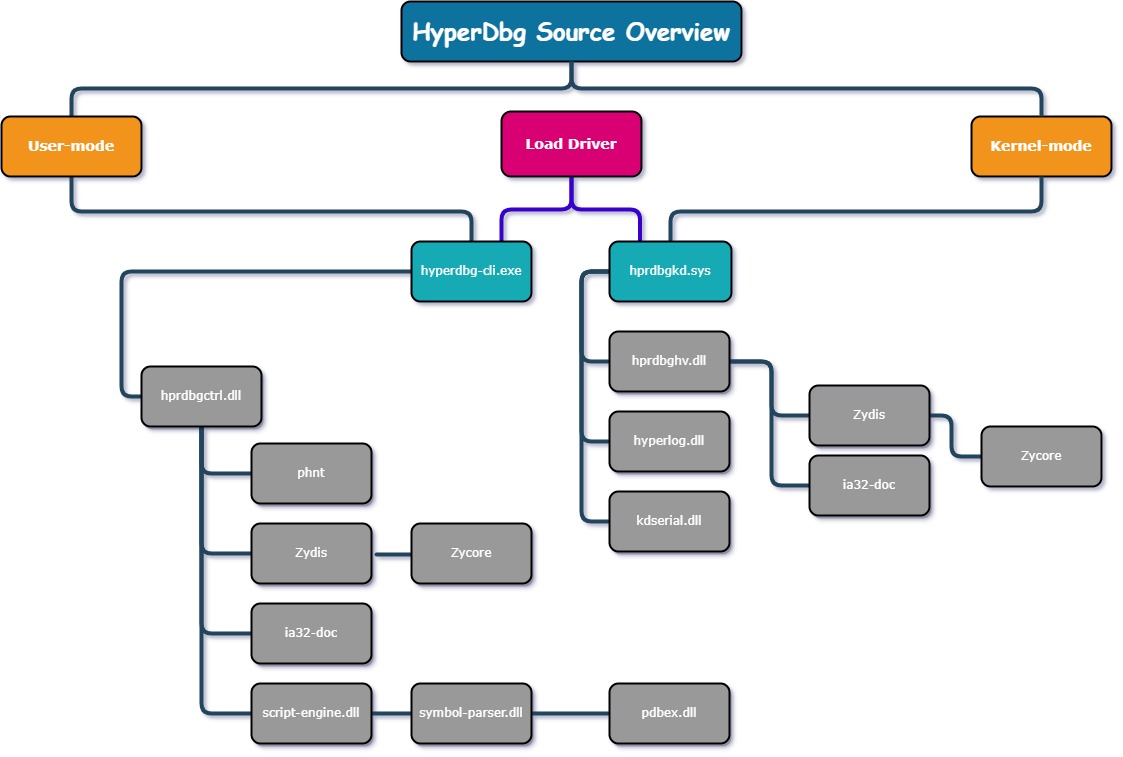 HyperDbg Source Overview
User-mode
Load Driver
Kernel-mode
hyperdbg-cli.exe
hprdbgkd.sys
hprdbghv.dll
hprdbgctrl.dll
Zydis
hyperlog.dll
Zycore
phnt
ia32-doc
kdserial.dll
Zydis
Zycore
ia32-doc
script-engine.dll
symbol-parser.dll
pdbex.dll